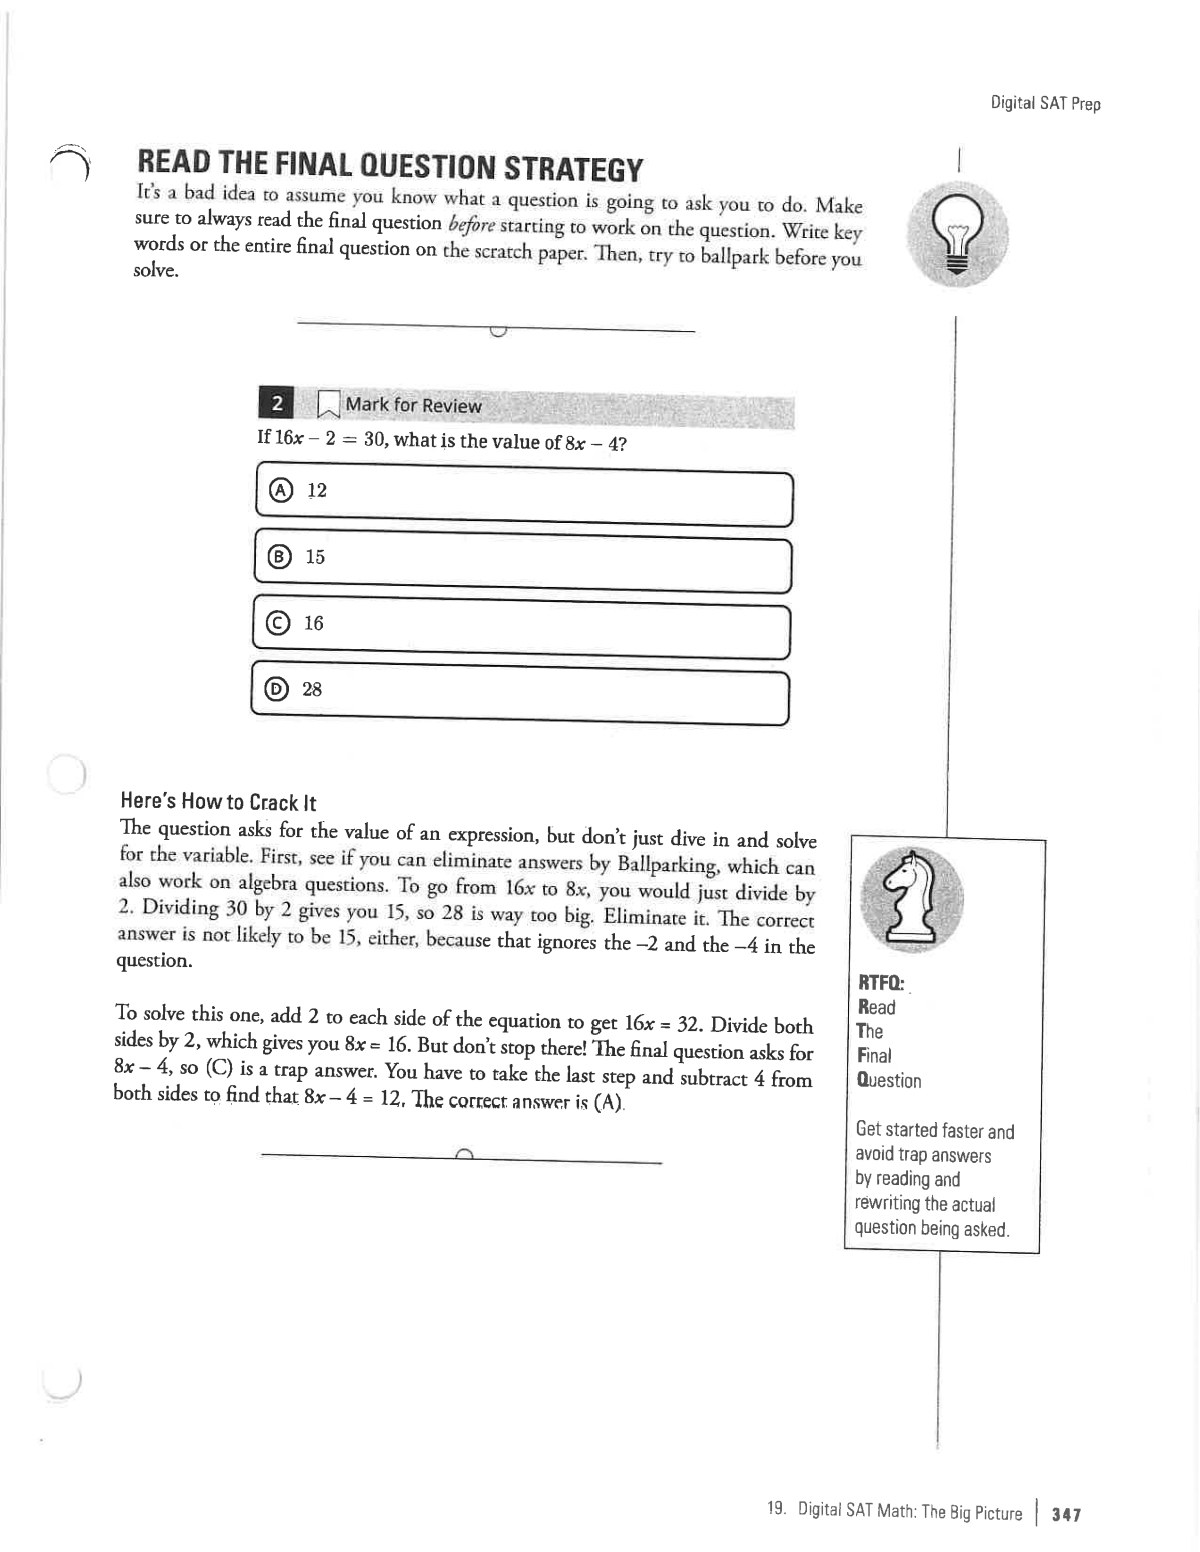 Digital SAT Prep
READ THE FINAL QUESTION STRATEGY
It's a bad idea to assume you know what a question is going to ask you to do. Make
sure to always read the final question before starting to work on the question. Write key
words or the entire final question on the scratch paper. Then, try to ballpark before you
solve.
2 Mark for Review
If 16x – 2 = 30, what is the value of 8x – 4?
A 12
B 15
C 16
D 28
Here's How to Crack It
The question asks for the value of an expression, but don't just dive in and solve
for the variable. First, see if you can eliminate answers by Ballparking, which can
also work on algebra questions. To go from 16x to 8x, you would just divide by
2. Dividing 30 by 2 gives you 15, so 28 is way too big. Eliminate it. The correct
answer is not likely to be 15, either, because that ignores the –2 and the –4 in the
question.
To solve this one, add 2 to each side of the equation to get 16x = 32. Divide both
sides by 2, which gives you 8x = 16. But don't stop there! The final question asks for
8x – 4, so (C) is a trap answer. You have to take the last step and subtract 4 from
both sides to find that 8x – 4 = 12. The correct answer is (A).
RTFQ:
Read
The
Final
Question
Get started faster and
avoid trap answers
by reading and
rewriting the actual
question being asked.
19. Digital SAT Math: The Big Picture | 347